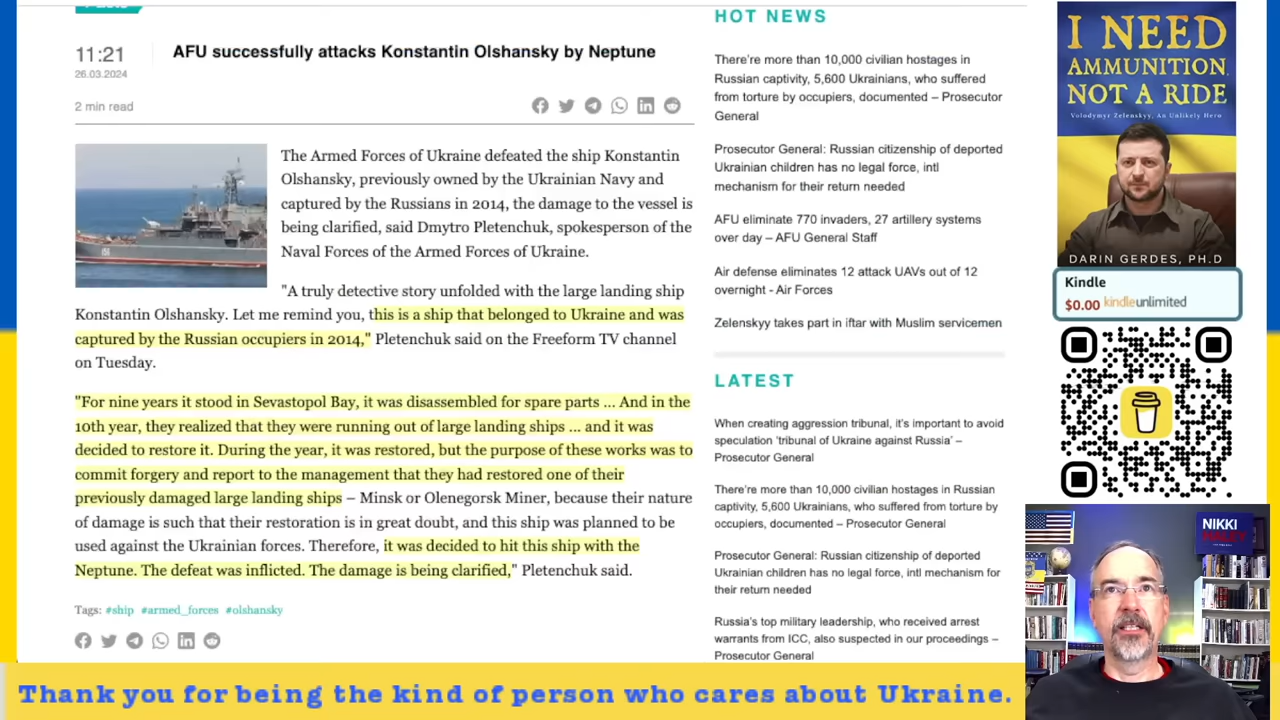 11:21
26.03.2024
AFU successfully attacks Konstantin Olshansky by Neptune
2 min read
The Armed Forces of Ukraine defeated the ship Konstantin
Olshansky, previously owned by the Ukrainian Navy and
captured by the Russians in 2014, the damage to the vessel is
being clarified, said Dmytro Pletenchuk, spokesperson of the
Naval Forces of the Armed Forces of Ukraine.
"A truly detective story unfolded with the large landing ship
Konstantin Olshansky. Let me remind you, this is a ship that belonged to Ukraine and was
captured by the Russian occupiers in 2014," Pletenchuk said on the Freeform TV channel
on Tuesday.
"For nine years it stood in Sevastopol Bay, it was disassembled for spare parts ... And in the
10th year, they realized that they were running out of large landing ships ... and it was
decided to restore it. During the year, it was restored, but the purpose of these works was to
commit forgery and report to the management that they had restored one of their
previously damaged large landing ships – Minsk or Olenegorsk Miner, because their nature
of damage is such that their restoration is in great doubt, and this ship was planned to be
used against the Ukrainian forces. Therefore, it was decided to hit this ship with the
Neptune. The defeat was inflicted. The damage is being clarified," Pletenchuk said.
Tags: #ship #armed_forces #olshansky
HOT NEWS
There're more than 10,000 civilian hostages in
Russian captivity, 5,600 Ukrainians, who suffered
from torture by occupiers, documented – Prosecutor
General
Prosecutor General: Russian citizenship of deported
Ukrainian children has no legal force, intl
mechanism for their return needed
AFU eliminate 770 invaders, 27 artillery systems
over day – AFU General Staff
Air defense eliminates 12 attack UAVs out of 12
overnight - Air Forces
Zelenskyy takes part in iftar with Muslim servicemen
LATEST
When creating aggression tribunal, it's important to avoid
speculation 'tribunal of Ukraine against Russia' –
Prosecutor General
There're more than 10,000 civilian hostages in Russian
captivity, 5,600 Ukrainians, who suffered from torture by
occupiers, documented – Prosecutor General
Prosecutor General: Russian citizenship of deported
Ukrainian children has no legal force, intl mechanism for
their return needed
Russia's top military leadership, who received arrest
warrants from ICC, also suspected in our proceedings –
Prosecutor General
I NEED
AMMUNITION,
NOT A RIDE
Volodymyr Zelenskyy, An Unlikely Hero
DARIN GERDES, PH.D
Kindle
$0.00 kindleunlimited
NIKKI
HALEY
Thank you for being the kind of person who cares about Ukraine.